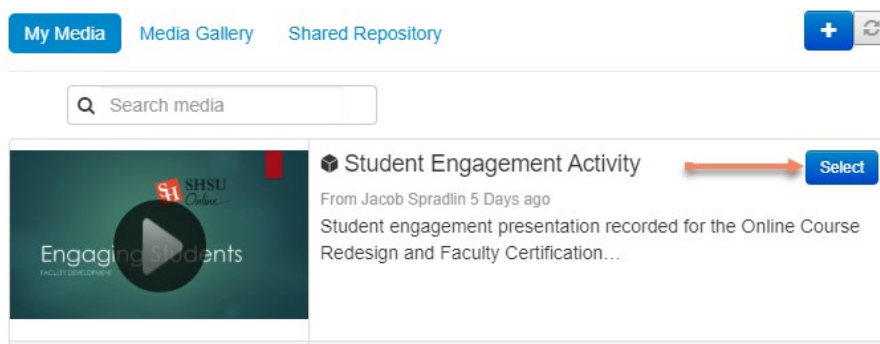 My Media Media Gallery Shared Repository
Search media
Student Engagement Activity
Select
From Jacob Spradlin 5 Days ago
Student engagement presentation recorded for the Online Course
Redesign and Faculty Certification…
SH SHSU
Online
Engaging Students
FACULTY DEVELOPMENT